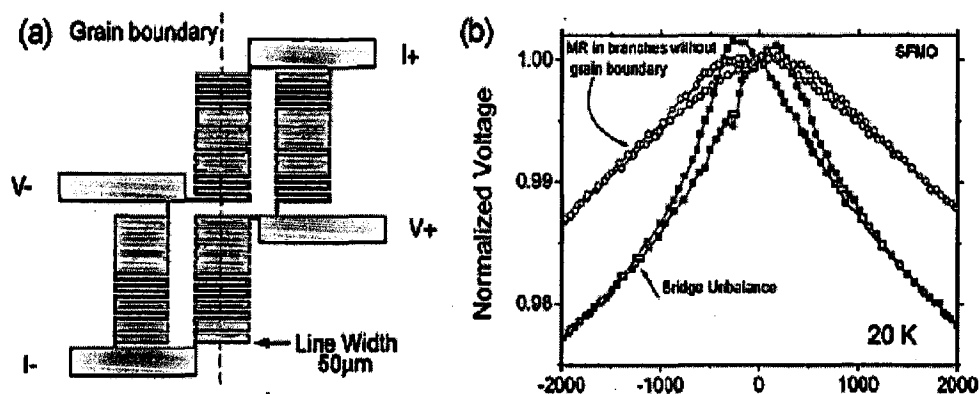 (a)
Grain boundary
I+
V-
V+
I-
Line Width
50μm
(b)
MR in branches without
grain boundary
SFMO
Bridge Unbalance
20 K
Normalized Voltage
1.00
0.99
0.98
-2000
-1000
0
1000
2000